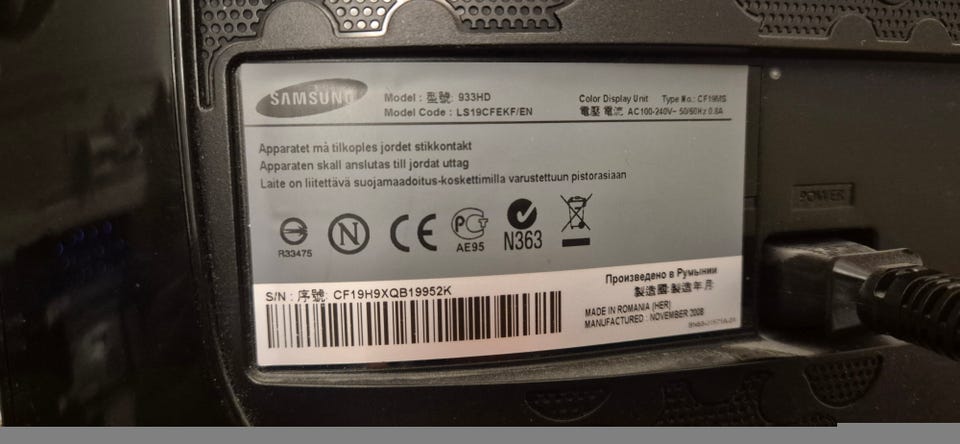 SAMSUNG
Model : 型號: 933HD
Model Code : LS19CFEKF/EN
Color Display Unit Type No.: CF19MS
電壓 電流 AC100-240V~ 50/60Hz 0.8A
Apparatet må tilkoples jordet stikkontakt
Apparaten skall anslutas till jordat uttag
Laite on liitettävä suojamaadoitus-koskettimilla varustettuun pistorasiaan
R33475
N
CE
PG
AE95
N363
S/N : 序號: CF19H9XQB19952K
Произведено в Румынии
製造國:製造年月
MADE IN ROMANIA (HER)
MANUFACTURED : NOVEMBER 2008
POWER